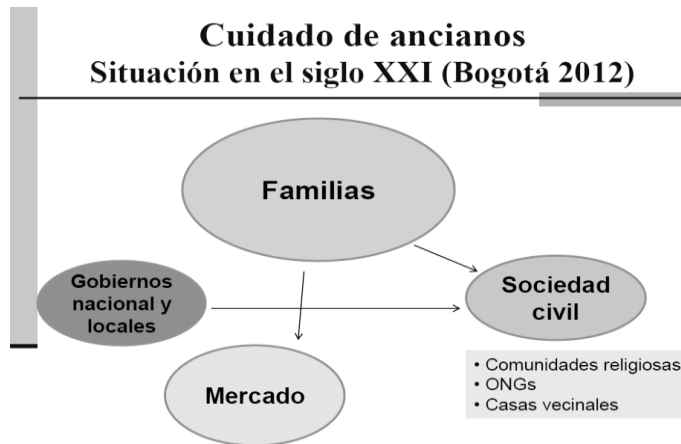 Cuidado de ancianos
Situación en el siglo XXI (Bogotá 2012)
Familias
Gobiernos
nacional y
locales
Sociedad
civil
Mercado
• Comunidades religiosas
• ONGs
• Casas vecinales